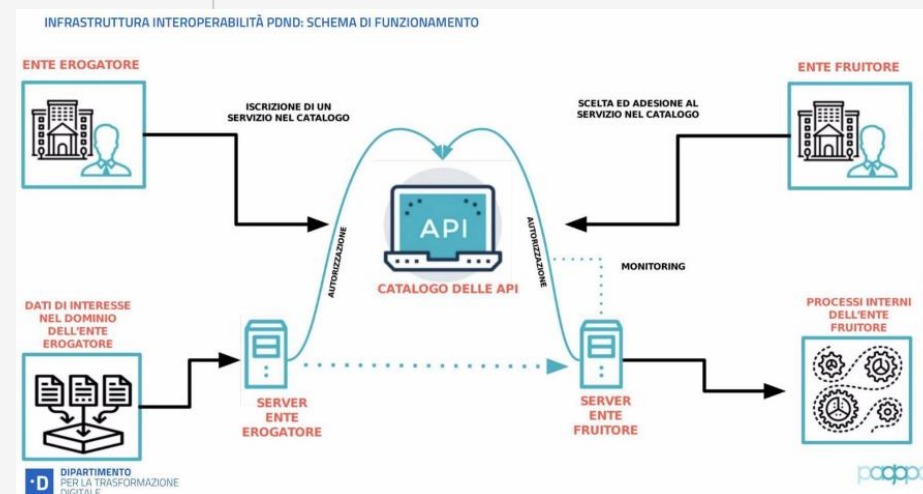 INFRASTRUTTURA INTEROPERABILITÀ PDND: SCHEMA DI FUNZIONAMENTO
ENTE EROGATORE
ENTE FRUITORE
ISCRIZIONE DI UN
SERVIZIO NEL CATALOGO
SCELTA ED ADESIONE AL
SERVIZIO NEL CATALOGO
API
AUTORIZZAZIONE
AUTORIZZAZIONE
CATALOGO DELLE API
MONITORING
DATI DI INTERESSE
NEL DOMINIO
DELL'ENTE
EROGATORE
PROCESSI INTERNI
DELL'ENTE
FRUITORE
SERVER
ENTE
EROGATORE
SERVER
ENTE
FRUITORE
D
DIPARTIMENTO
PER LA TRASFORMAZIONE
DIGITALE